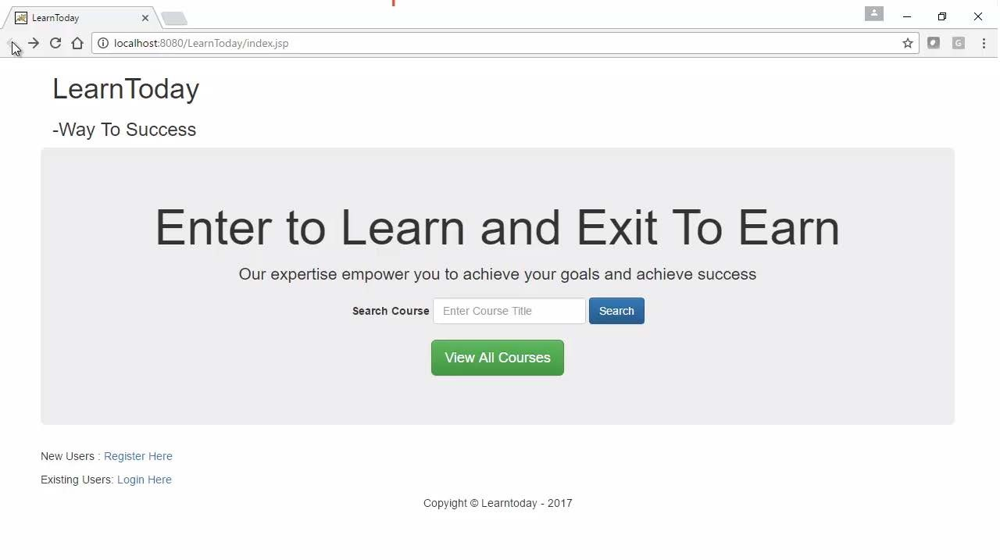 LearnToday
localhost:8080/LearnToday/index.jsp
G
LearnToday
-Way To Success
Enter to Learn and Exit To Earn
Our expertise empower you to achieve your goals and achieve success
Search Course Enter Course Title Search
View All Courses
New Users : Register Here
Existing Users: Login Here
Copyight © Learntoday - 2017